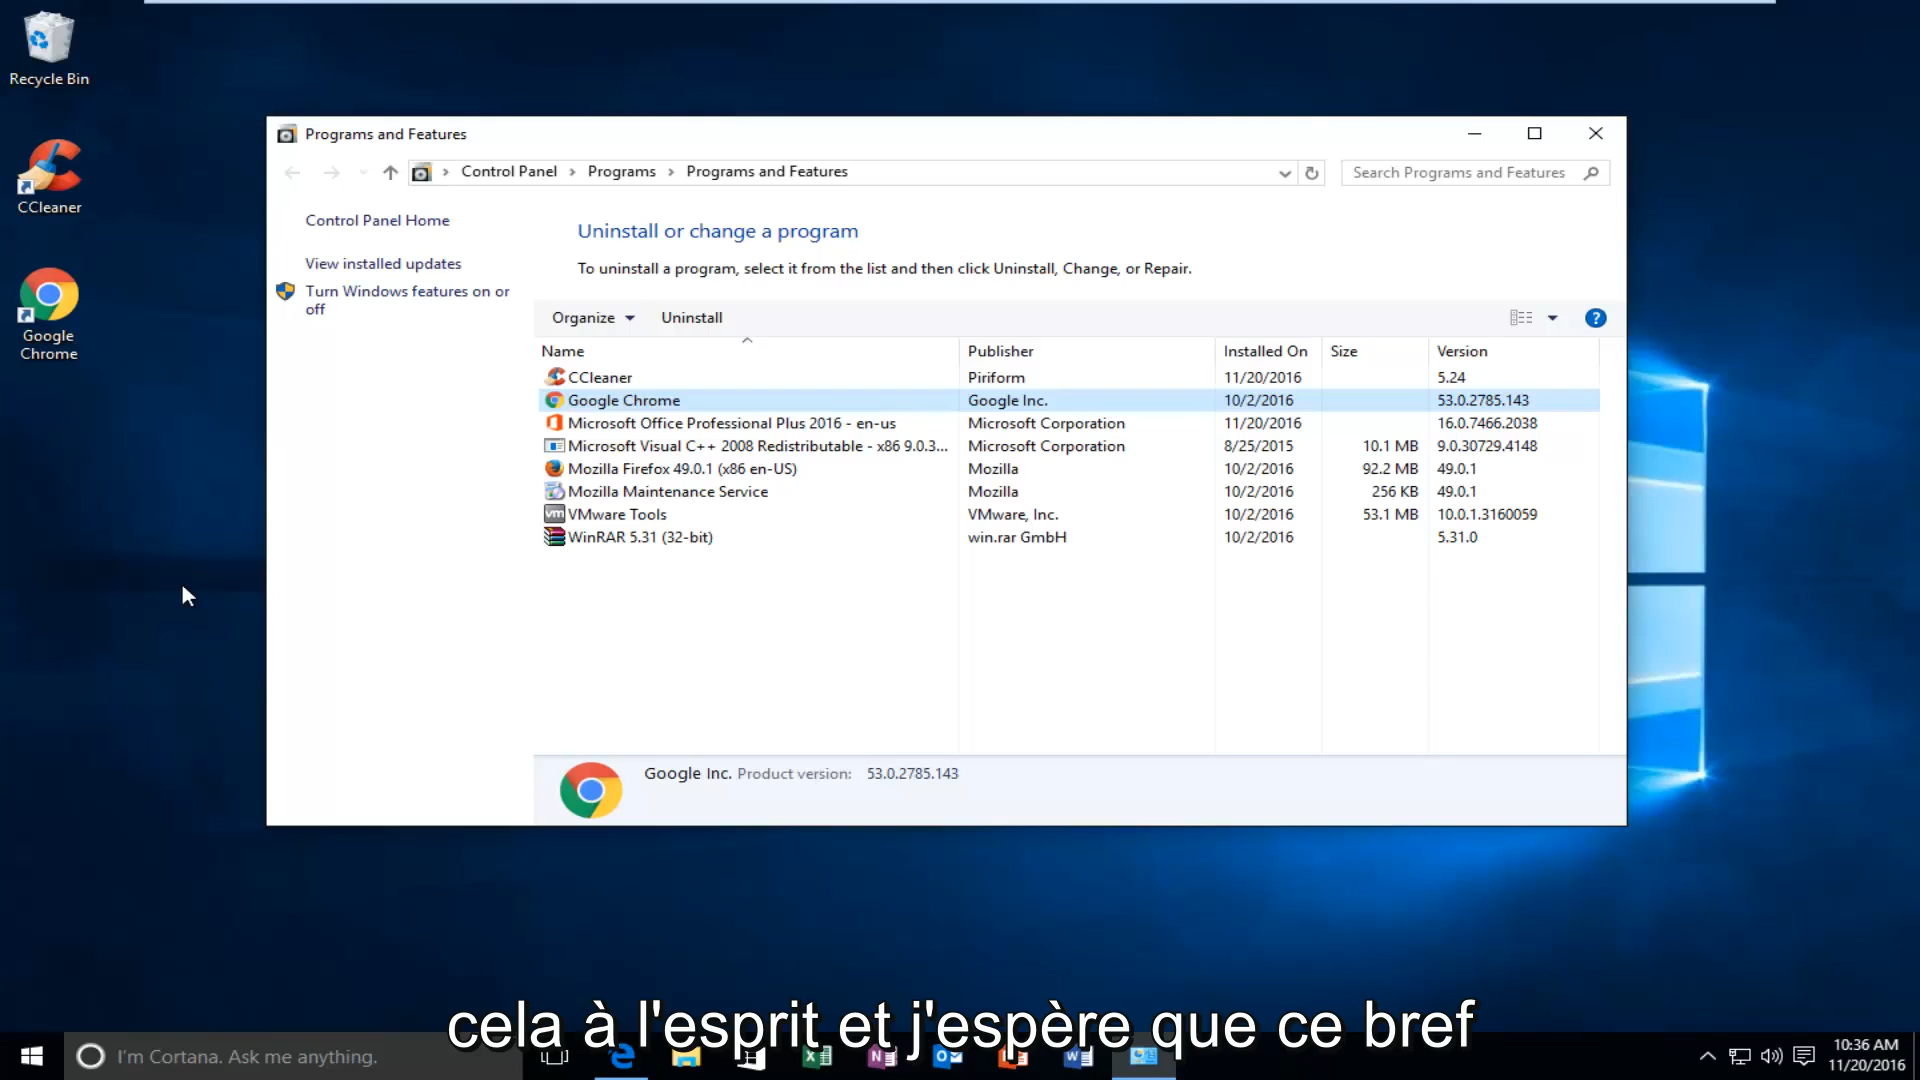 Recycle Bin
CCleaner
Google
Chrome
Programs and Features
Control Panel > Programs > Programs and Features
Search Programs and Features
Control Panel Home
View installed updates
Turn Windows features on or
off
Uninstall or change a program
To uninstall a program, select it from the list and then click Uninstall, Change, or Repair.
Organize Uninstall
Name Publisher Installed On Size Version
CCleaner Piriform 11/20/2016 5.24
Google Chrome Google Inc. 10/2/2016 53.0.2785.143
Microsoft Office Professional Plus 2016 - en-us Microsoft Corporation 11/20/2016 16.0.7466.2038
Microsoft Visual C++ 2008 Redistributable - x86 9.0.3... Microsoft Corporation 8/25/2015 10.1 MB 9.0.30729.4148
Mozilla Firefox 49.0.1 (x86 en-US) Mozilla 10/2/2016 92.2 MB 49.0.1
Mozilla Maintenance Service Mozilla 10/2/2016 256 KB 49.0.1
VMware Tools VMware, Inc. 10/2/2016 53.1 MB 10.0.1.3160059
WinRAR 5.31 (32-bit) win.rar GmbH 10/2/2016 5.31.0
Google Inc. Product version: 53.0.2785.143
cela à l'esprit et j'espère que ce bref
I'm Cortana. Ask me anything.
10:36 AM
11/20/2016